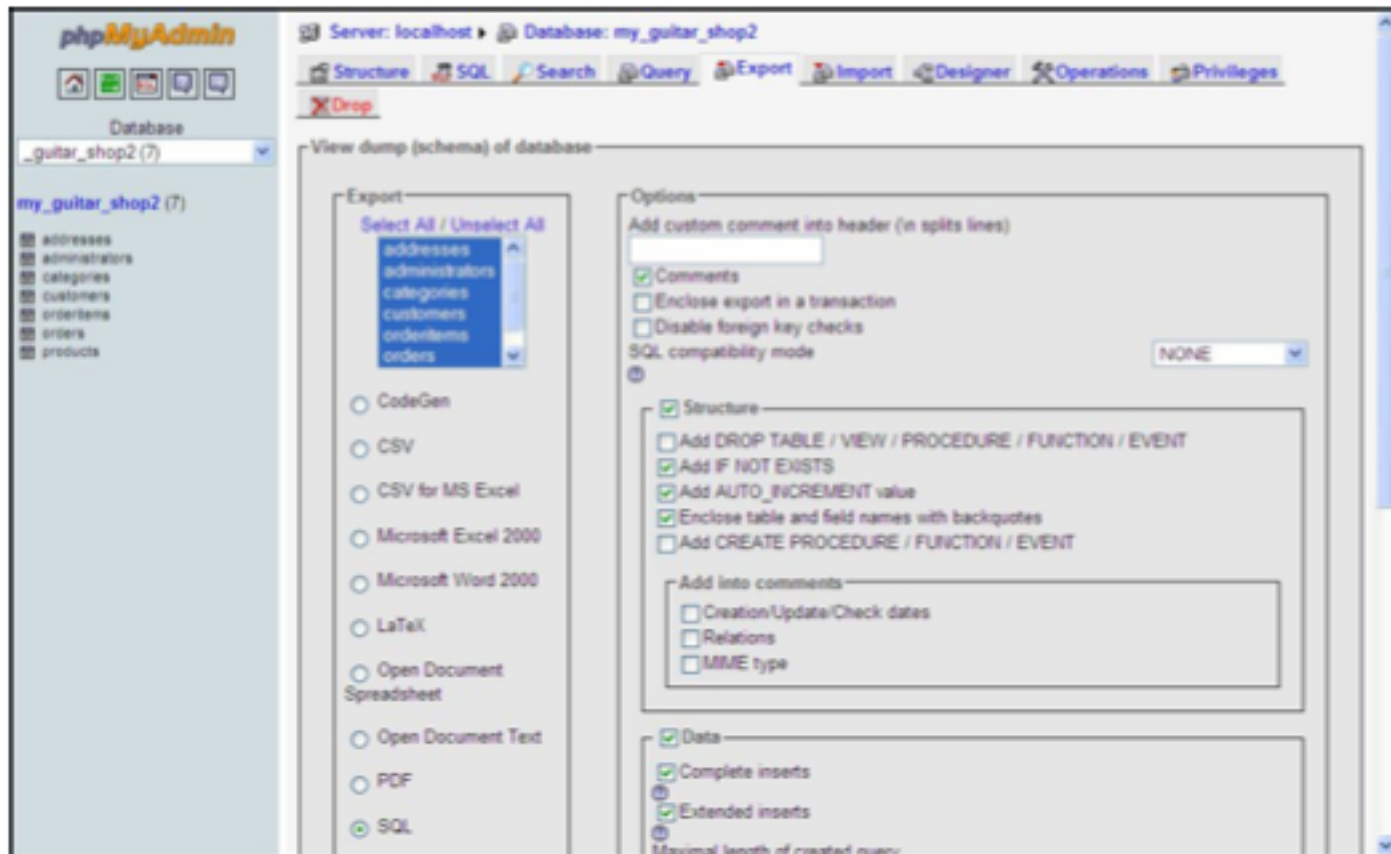 phpMyAdmin
Database
_guitar_shop2 (7)
my_guitar_shop2 (7)
addresses
administrators
categories
customers
orderitems
orders
products
Server: localhost Database: my_guitar_shop2
Structure SQL Search Query Export Import Designer Operations Privileges
Drop
View dump (schema) of database
Export
Select All / Unselect All
addresses
administrators
categories
customers
orderitems
orders
CodeGen
CSV
CSV for MS Excel
Microsoft Excel 2000
Microsoft Word 2000
LaTeX
Open Document
Spreadsheet
Open Document Text
PDF
SQL
Options
Add custom comment into header (\n splits lines)
Comments
Enclose export in a transaction
Disable foreign key checks
SQL compatibility mode NONE
Structure
Add DROP TABLE / VIEW / PROCEDURE / FUNCTION / EVENT
Add IF NOT EXISTS
Add AUTO_INCREMENT value
Enclose table and field names with backquotes
Add CREATE PROCEDURE / FUNCTION / EVENT
Add into comments
Creation/Update/Check dates
Relations
MIME type
Data
Complete inserts
Extended inserts
Maximal length of created query